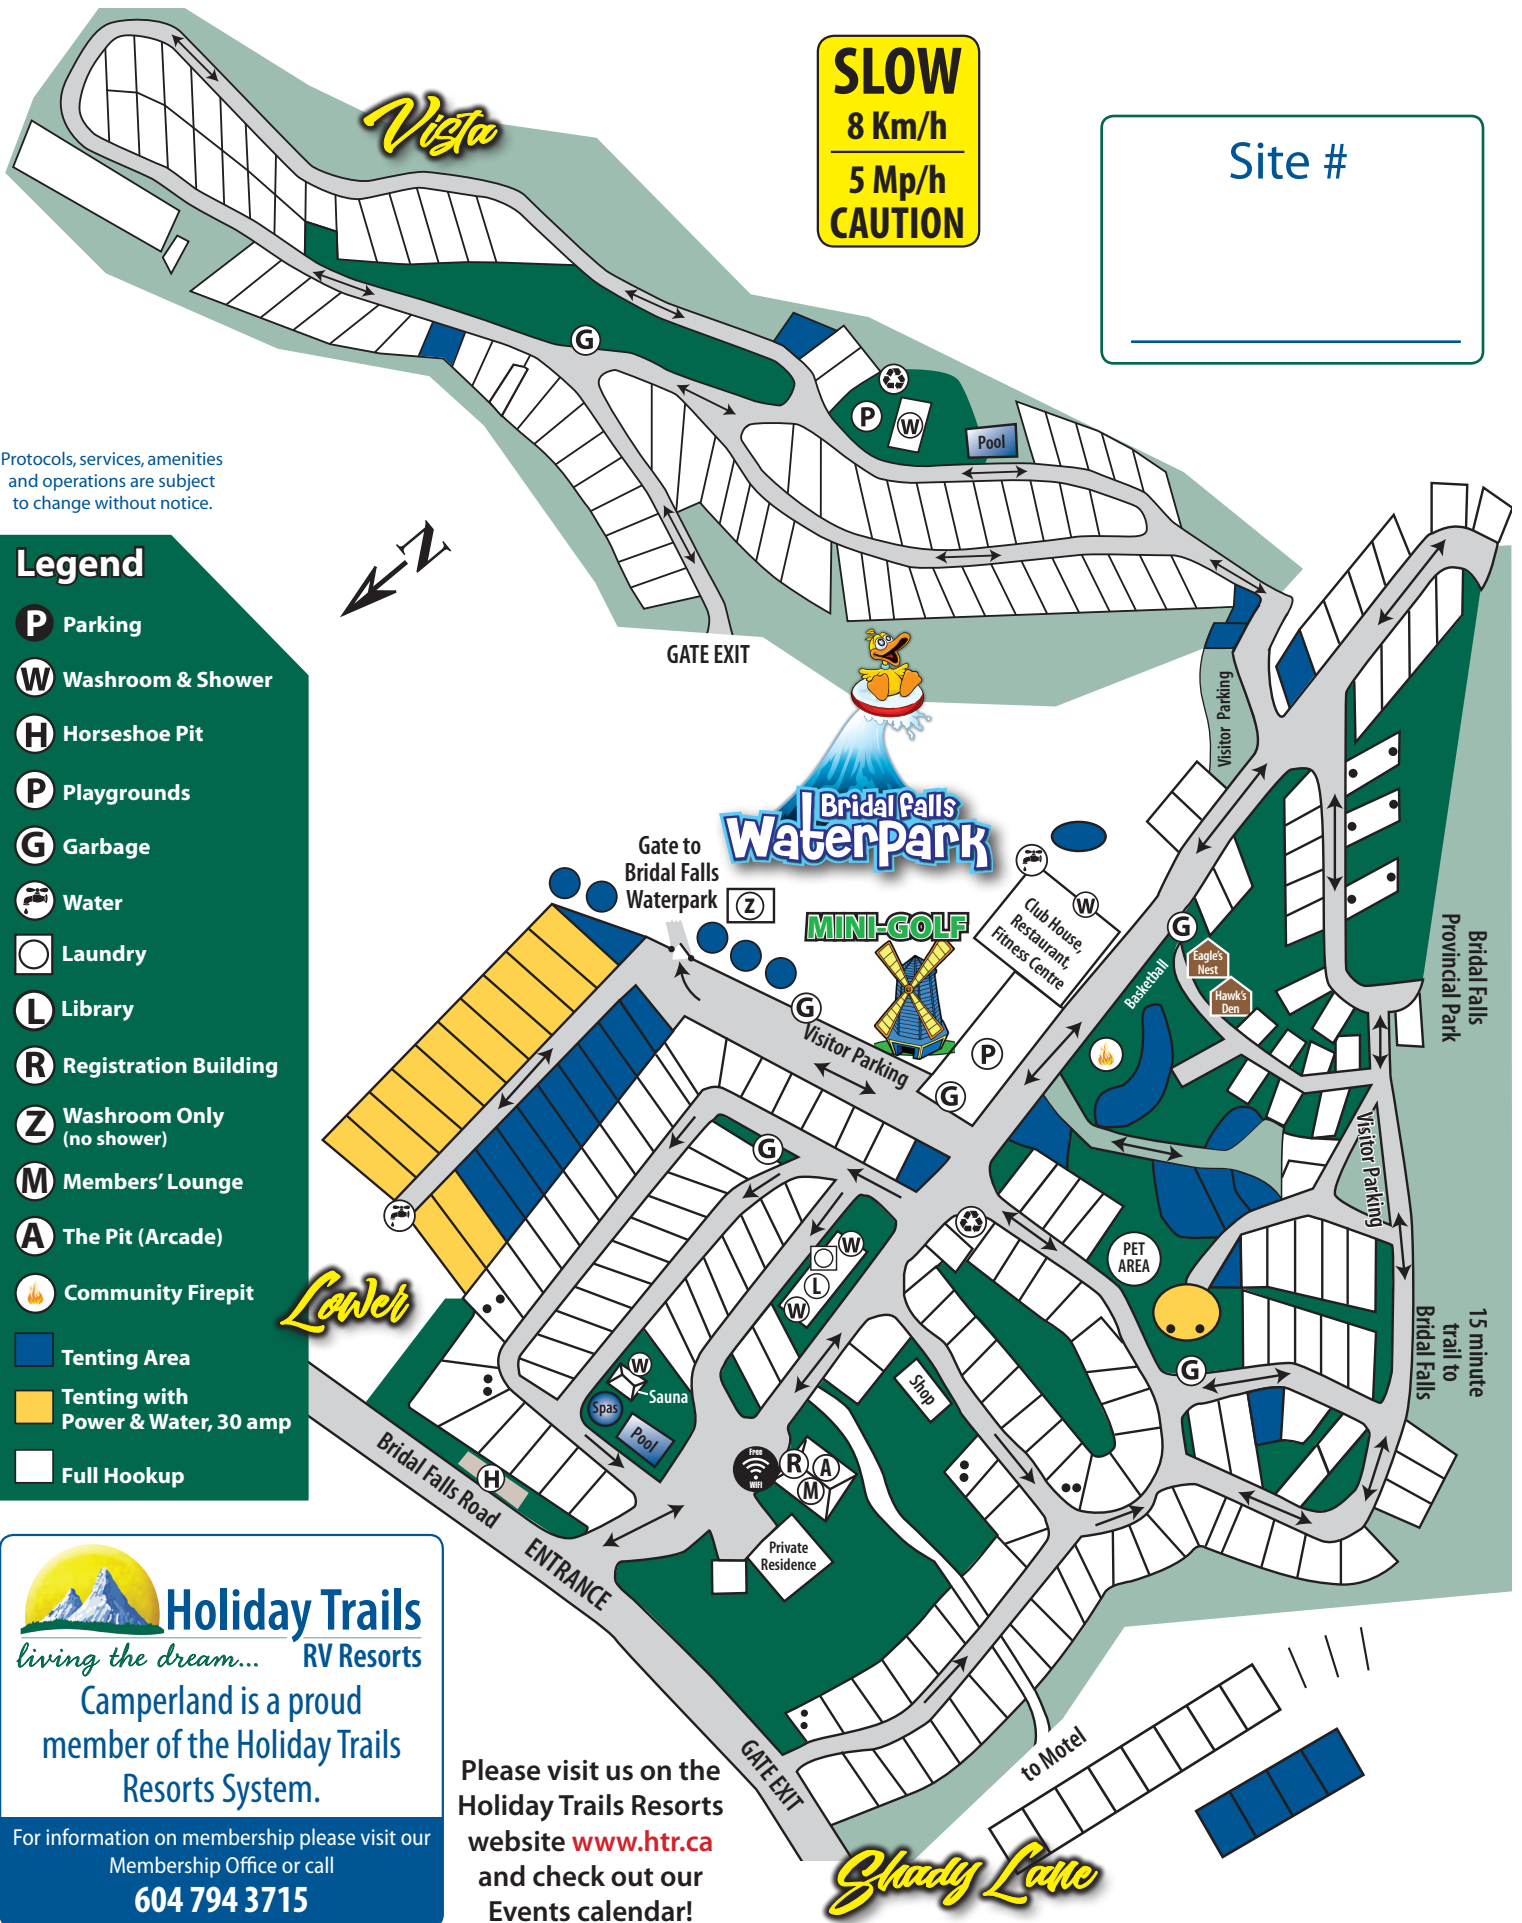 Vista
SLOW
8 Km/h
5 Mp/h
CAUTION
Site #
G
P
W
Pool
Protocols, services, amenities
and operations are subject
to change without notice.
N
Legend
P Parking
W Washroom & Shower
H Horseshoe Pit
P Playgrounds
G Garbage
Water
Laundry
L Library
R Registration Building
Z Washroom Only
(no shower)
M Members' Lounge
A The Pit (Arcade)
Community Firepit
Tenting Area
Tenting with
Power & Water, 30 amp
Full Hookup
GATE EXIT
Visitor Parking
Bridal Falls
Waterpark
Gate to
Bridal Falls
Waterpark
Z
MINI-GOLF
W
Club House,
Restaurant,
Fitness Centre
G
Eagle's
Nest
Hawk's
Den
Basketball
Bridal Falls
Provincial Park
G
Visitor Parking
P
G
Visitor Parking
G
PET
AREA
W
L
W
Lower
15 minute
trail to
Bridal Falls
G
W
Sauna
Spas
Pool
Shop
Free
WiFi
R
A
M
H
Bridal Falls Road
ENTRANCE
Private
Residence
GATE EXIT
to Motel
Shady Lane
Holiday Trails
living the dream...
RV Resorts
Camperland is a proud
member of the Holiday Trails
Resorts System.
For information on membership please visit our
Membership Office or call
604 794 3715
Please visit us on the
Holiday Trails Resorts
website www.htr.ca
and check out our
Events calendar!